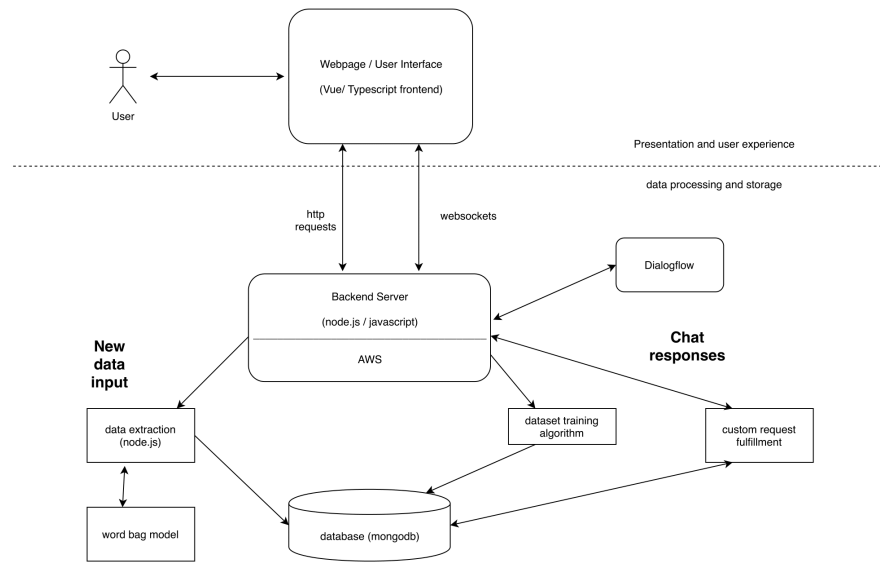 Webpage / User Interface
(Vue/ Typescript frontend)
User
Presentation and user experience
data processing and storage
http
requests
websockets
Dialogflow
Backend Server
(node.js / javascript)
AWS
New
data
input
Chat
responses
data extraction
(node.js)
dataset training
algorithm
custom request
fulfillment
word bag model
database (mongodb)